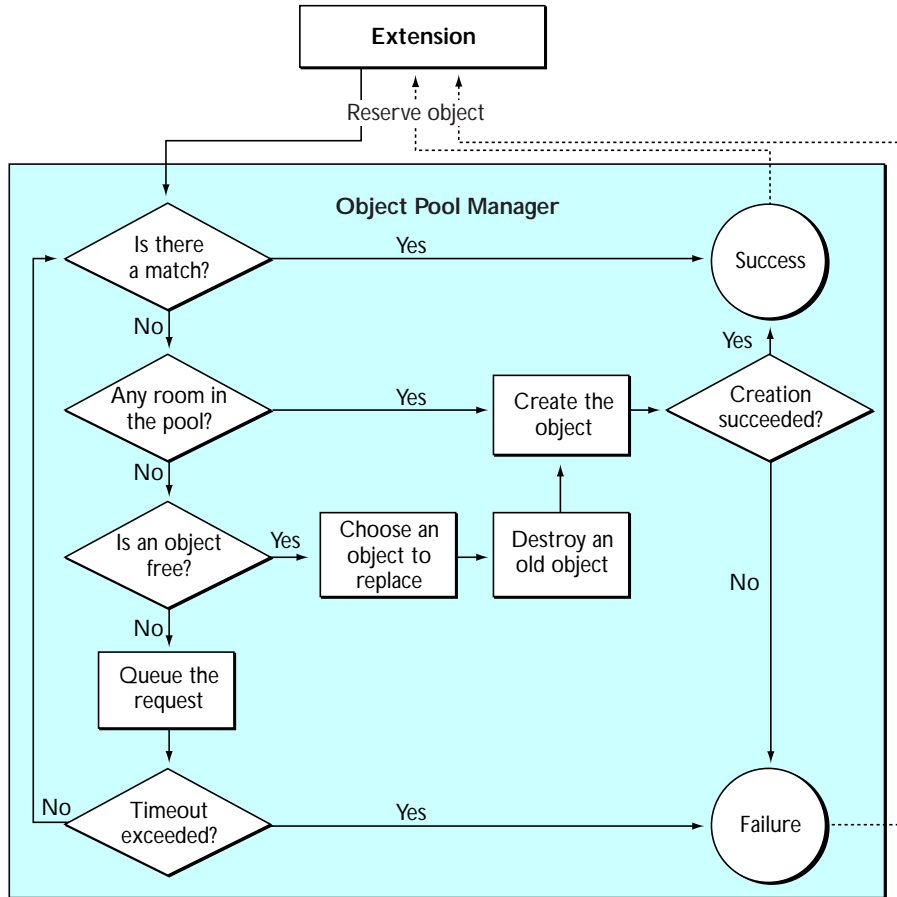 Extension
Reserve object
Object Pool Manager
Is there
a match?
Yes
Success
No
Yes
Any room in
the pool?
Yes
Create the
object
Creation
succeeded?
No
Is an object
free?
Yes
Choose an
object to
replace
Destroy an
old object
No
No
Queue the
request
No
Timeout
exceeded?
Yes
Failure